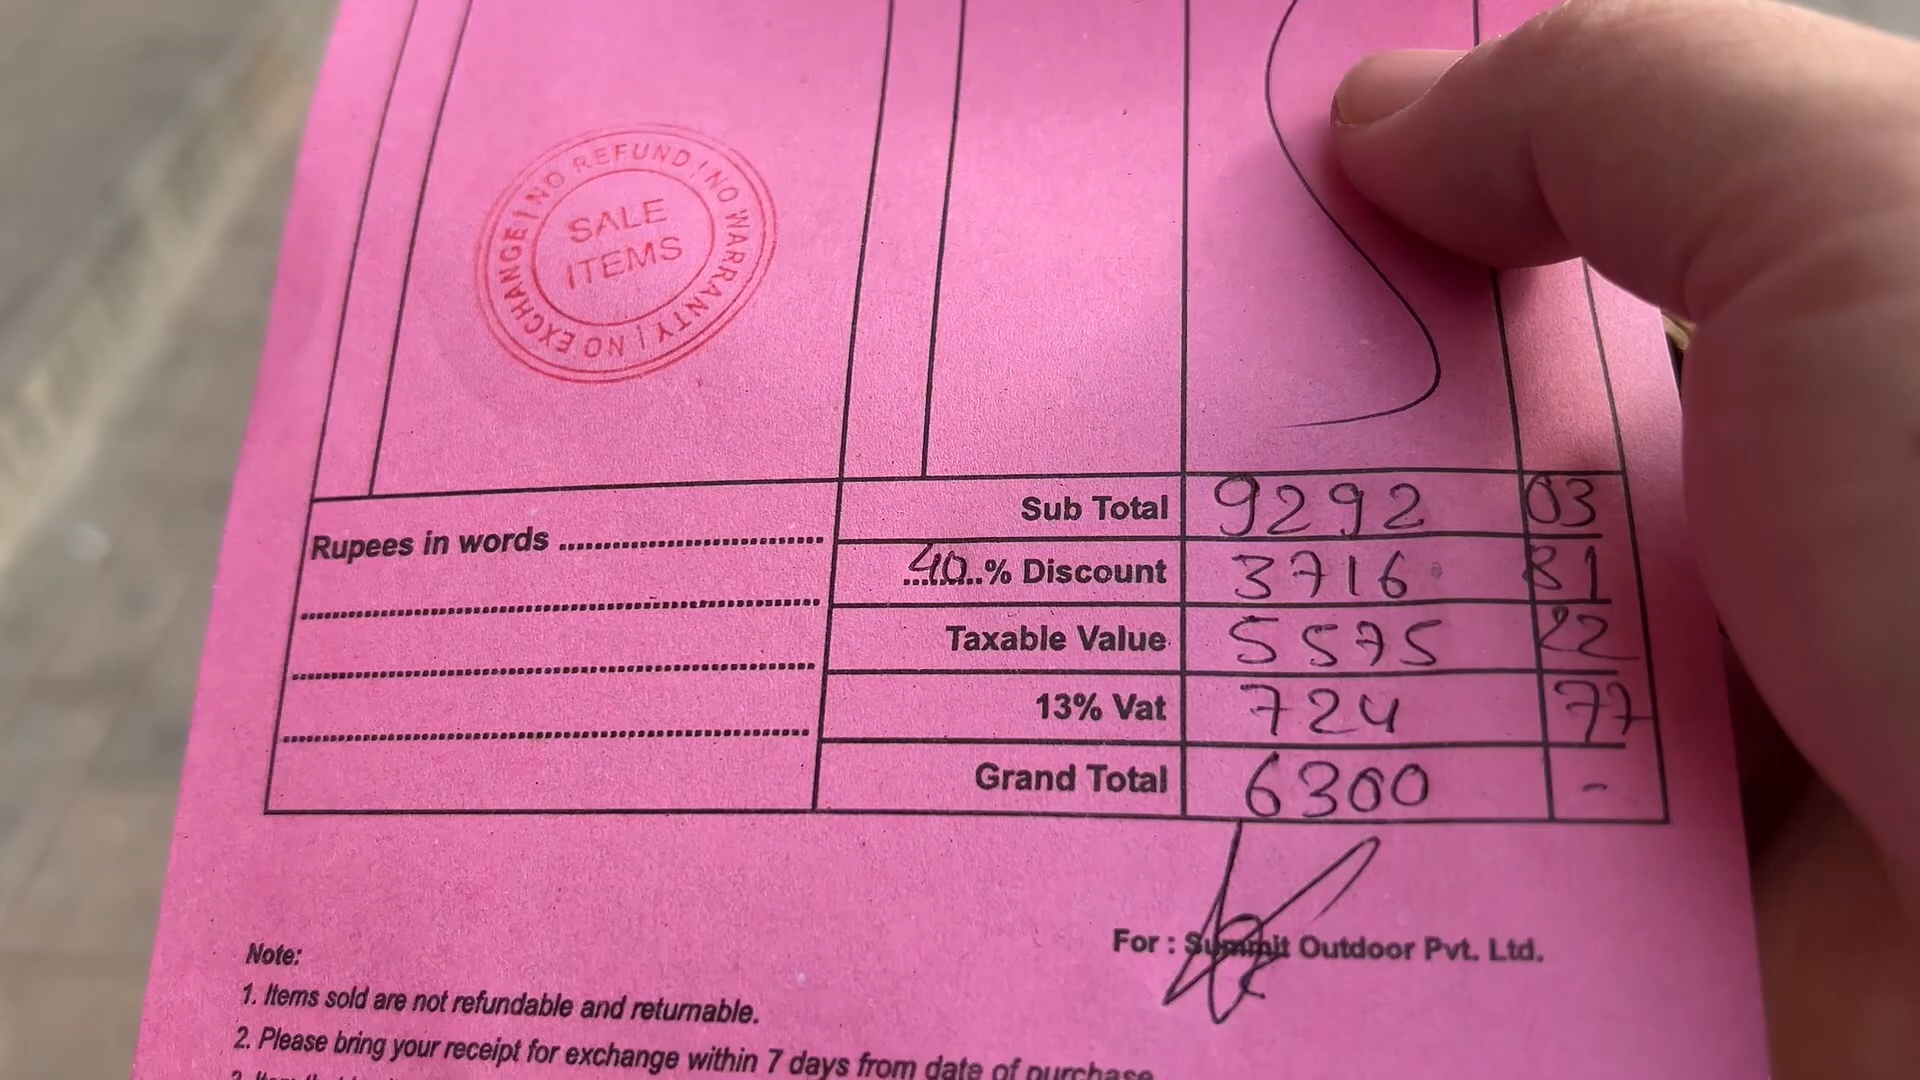 NO REFUND | NO WARRANTY | NO EXCHANGE |
SALE
ITEMS
Sub Total 9292 03
Rupees in words ..............................
40 % Discount 3716 81
Taxable Value 5575 22
13% Vat 724 77
Grand Total 6300 -
For : Summit Outdoor Pvt. Ltd.
Note:
1. Items sold are not refundable and returnable.
2. Please bring your receipt for exchange within 7 days from date of purchase